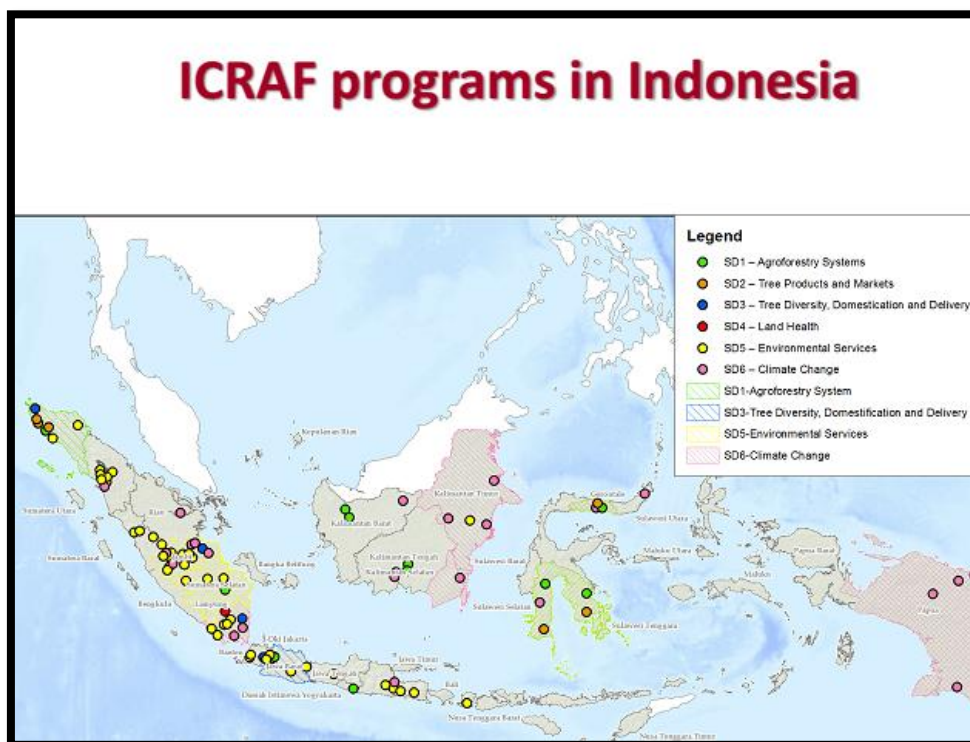 ICRAF programs in Indonesia
Legend
SD1 – Agroforestry Systems
SD2 – Tree Products and Markets
SD3 – Tree Diversity, Domestication and Delivery
SD4 – Land Health
SD5 – Environmental Services
SD6 – Climate Change
SD1-Agroforestry System
SD3-Tree Diversity, Domestification and Delivery
SD5-Environmental Services
SD6-Climate Change
Kepulauan Riau
Sumatera Utara
Riau
Kalimantan Timur
Gorontalo
Sulawesi Utara
Kalimantan Barat
Sumatera Barat
Maluku Utara
Papua Barat
Kalimantan Tengah
Sulawesi Barat
Bangka Belitung
Kalimantan Selatan
Maluku
Sumatera Selatan
Papua
Bengkulu
Lampung
Sulawesi Selatan
Sulawesi Tenggara
Dki Jakarta
Banten
Jawa Barat
Jawa Timur
Jawa Tengah
Bali
Daerah Istimewa Yogyakarta
Nusa Tenggara Barat
Nusa Tenggara Timur